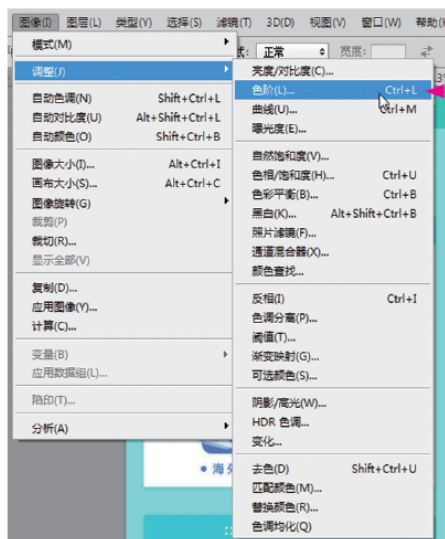 图像(I) 图层(L) 类型(Y) 选择(S) 滤镜(T) 3D(D) 视图(V) 窗口(W) 帮助(H
正常 宽度:
模式(M)
调整(J)
自动色调(N) Shift+Ctrl+L
自动对比度(U) Alt+Shift+Ctrl+L
自动颜色(O) Shift+Ctrl+B
图像大小(I)... Alt+Ctrl+I
画布大小(S)... Alt+Ctrl+C
图像旋转(G)
裁剪(P)
裁切(R)...
显示全部(V)
复制(D)...
应用图像(Y)...
计算(C)...
变量(B)
应用数据组(L)...
陷印(T)...
分析(A)
亮度/对比度(C)...
色阶(L)... Ctrl+L
曲线(U)... Ctrl+M
曝光度(E)...
自然饱和度(V)...
色相/饱和度(H)... Ctrl+U
色彩平衡(B)... Ctrl+B
黑白(K)... Alt+Shift+Ctrl+B
照片滤镜(F)...
通道混合器(X)...
颜色查找...
反相(I) Ctrl+I
色调分离(P)...
阈值(T)...
渐变映射(G)...
可选颜色(S)...
阴影/高光(W)...
HDR 色调...
变化...
去色(D) Shift+Ctrl+U
匹配颜色(M)...
替换颜色(R)...
色调均化(Q)
• 海外